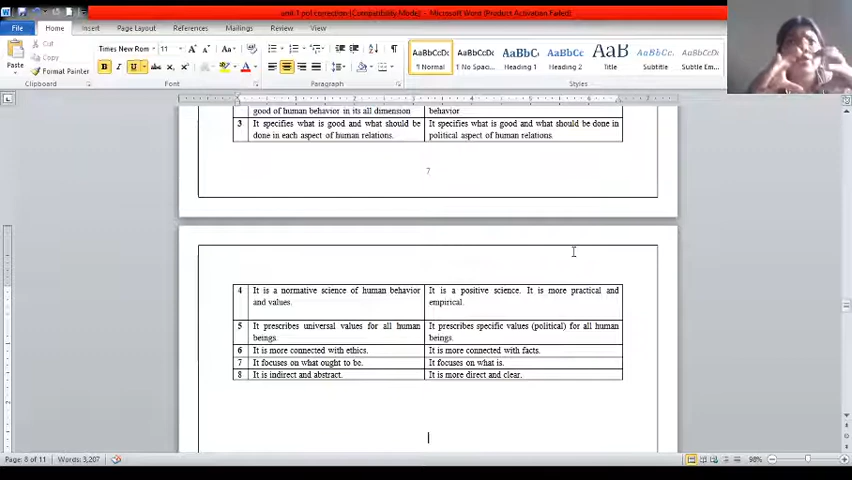 unit-1 pol correction [Compatibility Mode] - Microsoft Word (Product Activation Failed)
File Home Insert Page Layout References Mailings Review View
Cut
Copy
Paste
Format Painter
Clipboard
Times New Rom 11
Font
Paragraph
AaBbCcDc AaBbCcDc AaBbC AaBbCc AaB AaBbCc. AaBbCcDc
¶ Normal ¶ No Spac... Heading 1 Heading 2 Title Subtitle Subtle Em...
Styles
good of human behavior in its all dimension behavior
3 It specifies what is good and what should be It specifies what is good and what should be done in
done in each aspect of human relations. political aspect of human relations.
7
4 It is a normative science of human behavior It is a positive science. It is more practical and
and values. empirical.
5 It prescribes universal values for all human It prescribes specific values (political) for all human
beings. beings.
6 It is more connected with ethics. It is more connected with facts.
7 It focuses on what ought to be. It focuses on what is.
8 It is indirect and abstract. It is more direct and clear.
Page: 8 of 11 Words: 3,207 98%